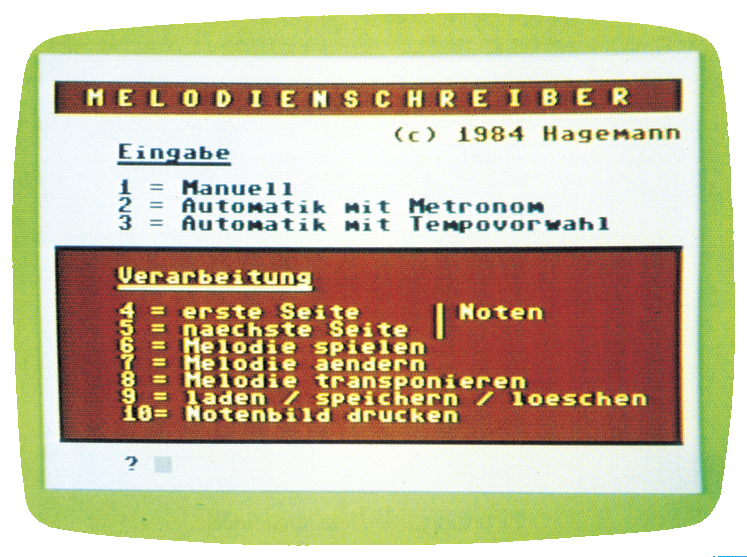 MELODIENSCHREIBER
(c) 1984 Hagemann
Eingabe
1 = Manuell
2 = Automatik mit Metronom
3 = Automatik mit Tempovorwahl
Verarbeitung
4 = erste Seite | Noten
5 = naechste Seite |
6 = Melodie spielen
7 = Melodie aendern
8 = Melodie transponieren
9 = laden / speichern / loeschen
10= Notenbild drucken
?